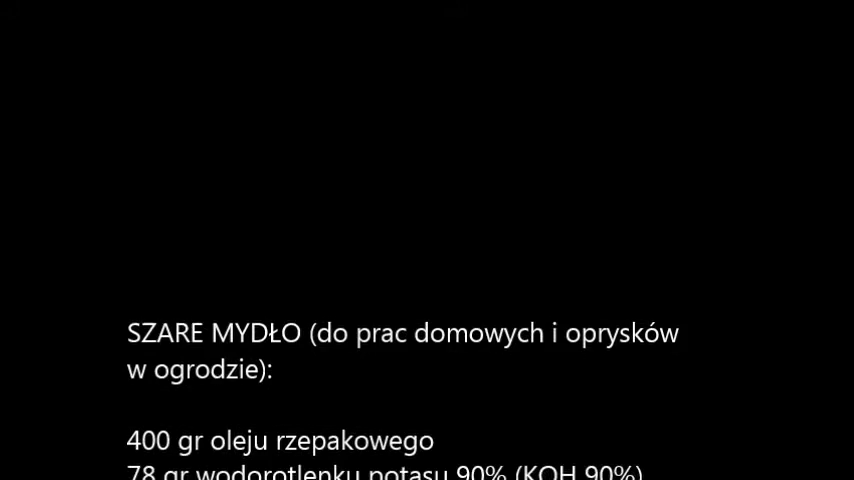 SZARE MYDŁO (do prac domowych i oprysków
w ogrodzie):
400 gr oleju rzepakowego
78 gr wodorotlenku potasu 90% (KOH 90%)